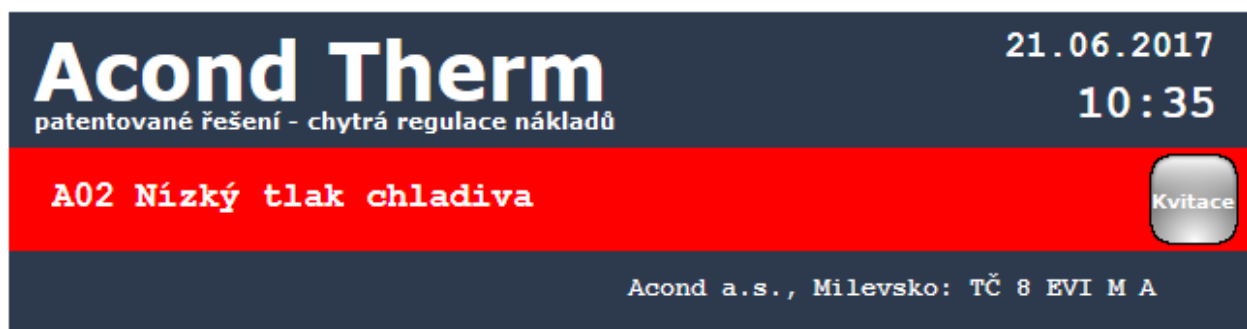 Acond Therm
patentované řešení - chytrá regulace nákladů
21.06.2017
10:35
A02 Nízký tlak chladiva
Kvitace
Acond a.s., Milevsko: TČ 8 EVI M A